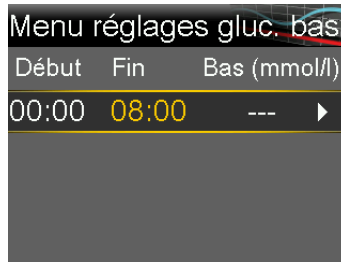 Menu réglages gluc. bas
Début Fin Bas (mmol/l)
00:00 08:00 ---